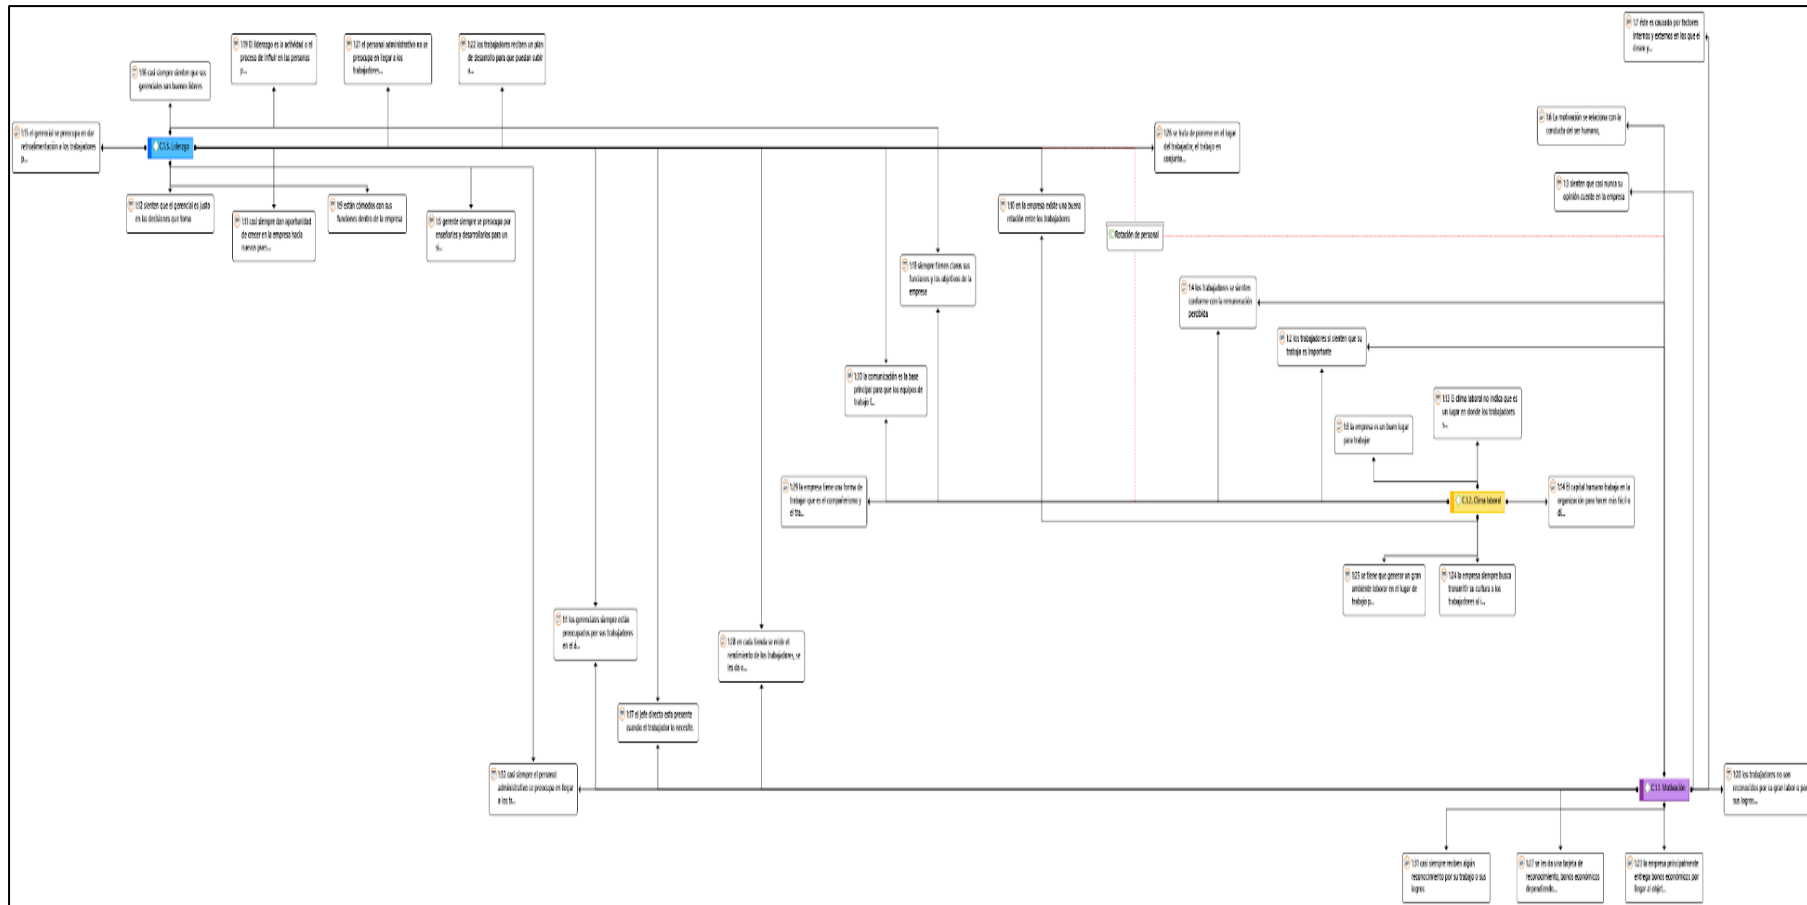 1:7 éste es causado por factores
internos y externos en los que el
deseo y...
1:19 El liderazgo es la actividad o el
proceso de influir en las personas
p...
1:21 el personal administrativo no se
preocupa en llegar a los
trabajadores...
1:22 los trabajadores reciben un plan
de desarrollo para que puedan subir
a...
1:16 casi siempre sienten que sus
gerenciales son buenos líderes
1:15 el gerencial se preocupa en dar
retroalimentación a los trabajadores
p...
C.1.3. Liderazgo
1:26 se trata de ponerse en el lugar
del trabajador, el trabajo en
conjunto...
1:6 La motivación se relaciona con la
conducta del ser humano,
1:3 sienten que casi nunca su
opinión cuente en la empresa
1:12 sienten que el gerencial es justo
en las decisiones que toma
1:11 casi siempre dan oportunidad
de crecer en la empresa hacia
nuevos pues...
1:9 están cómodos con sus
funciones dentro de la empresa
1:5 gerente siempre se preocupa por
enseñarles y desarrollarlos para un
si...
1:10 en la empresa existe una buena
relación entre los trabajadores
Rotación de personal
1:18 siempre tienen claros sus
funciones y los objetivos de la
empresa
1:4 los trabajadores se sienten
conforme con la remuneración
percibida
1:2 los trabajadores si sienten que su
trabajo es importante
1:30 la comunicación es la base
principal para que los equipos de
trabajo f...
1:13 El clima laboral no indica que es
un lugar en donde los trabajadores
s...
la empresa es un buen lugar
para trabajar
1:29 la empresa tiene una forma de
trabajar que es el compañerismo y
el tra...
C.1.2. Clima laboral
1:14 El capital humano trabaja en la
organización para hacer más fácil o
di...
1:25 se tiene que generar un gran
ambiente laborar en el lugar de
trabajo p...
1:24 la empresa siempre busca
transmitir su cultura a los
trabajadores al i...
1:1 los gerenciales siempre están
preocupados por sus trabajadores
en el á...
1:28 en cada tienda se mide el
rendimiento de los trabajadores, se
les da a...
1:17 el jefe directo esta presente
cuando el trabajador lo necesite.
1:32 casi siempre el personal
administrativo se preocupa en llegar
a los tr...
C.1.1. Motivación
1:20 los trabajadores no son
reconocidos por su gran labor o por
sus logros...
1:31 casi siempre reciben algún
reconocimiento por su trabajo o sus
logros
1:27 se les da una tarjeta de
reconocimiento, bonos económicos
dependiendo...
1:23 la empresa principalmente
entrega bonos económicos por
llegar al objet...